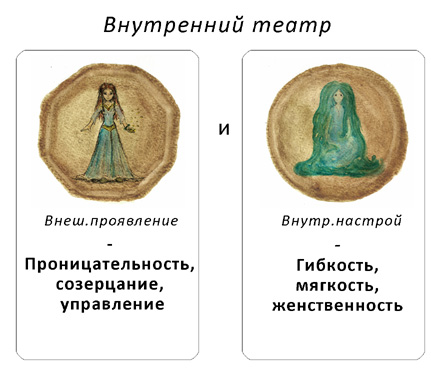 Внутренний театр
и
Внеш.проявление
-
Проницательность,
созерцание,
управление
Внутр.настрой
-
Гибкость,
мягкость,
женственность